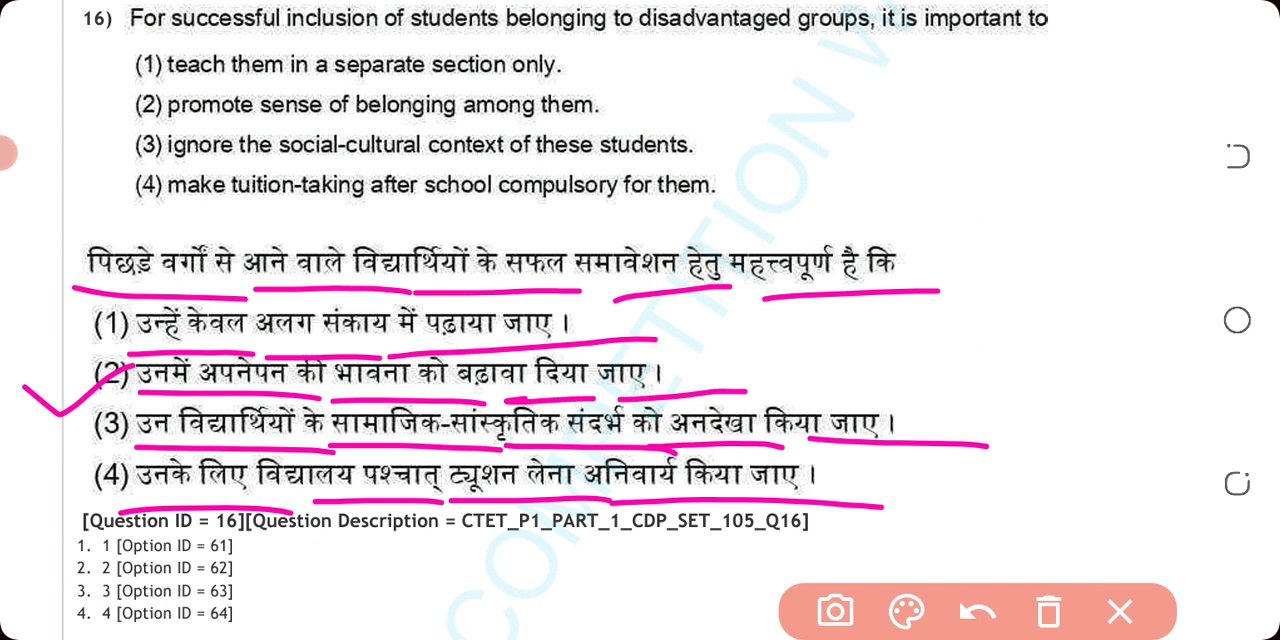 16) For successful inclusion of students belonging to disadvantaged groups, it is important to
(1) teach them in a separate section only.
(2) promote sense of belonging among them.
(3) ignore the social-cultural context of these students.
(4) make tuition-taking after school compulsory for them.
पिछड़े वर्गों से आने वाले विद्यार्थियों के सफल समावेशन हेतु महत्त्वपूर्ण है कि
(1) उन्हें केवल अलग संकाय में पढ़ाया जाए।
(2) उनमें अपनेपन की भावना को बढ़ावा दिया जाए।
(3) उन विद्यार्थियों के सामाजिक-सांस्कृतिक संदर्भ को अनदेखा किया जाए।
(4) उनके लिए विद्यालय पश्चात् ट्यूशन लेना अनिवार्य किया जाए।
[Question ID = 16][Question Description = CTET_P1_PART_1_CDP_SET_105_Q16]
1. 1 [Option ID = 61]
2. 2 [Option ID = 62]
3. 3 [Option ID = 63]
4. 4 [Option ID = 64]
COMPETITION W